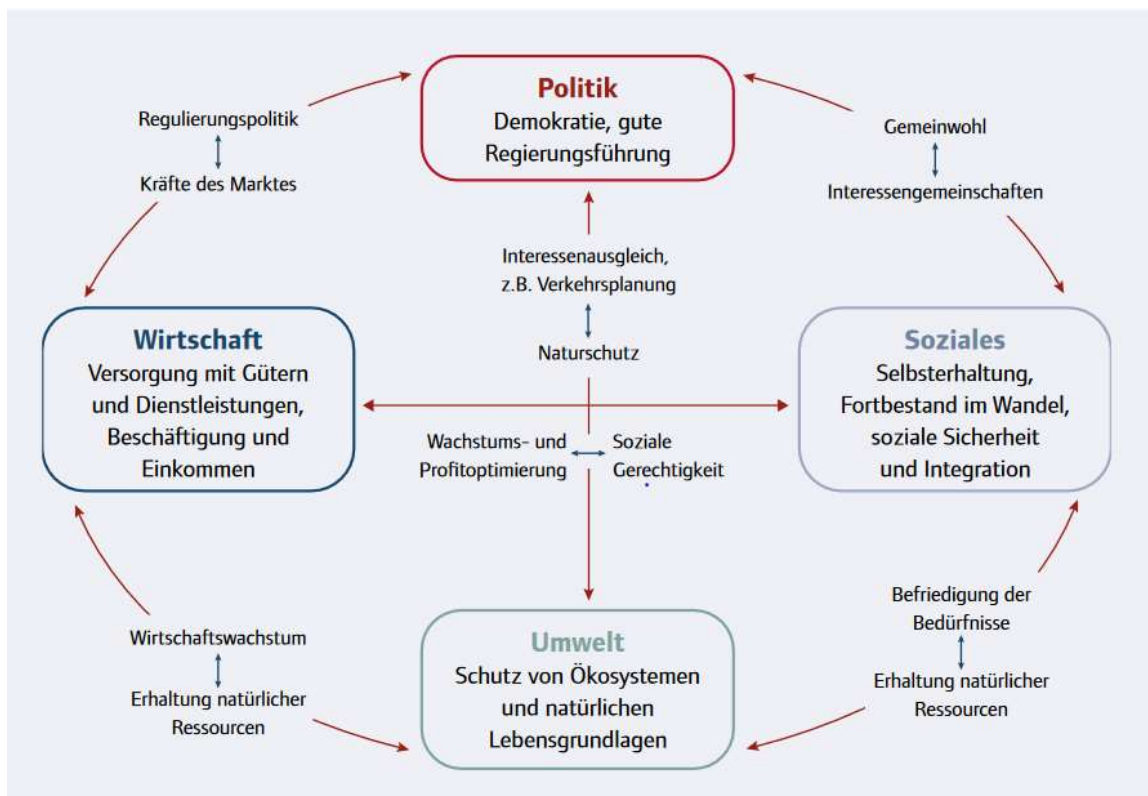 Politik
Demokratie, gute
Regierungsführung
Regulierungspolitik
Kräfte des Marktes
Gemeinwohl
Interessengemeinschaften
Interessenausgleich,
z.B. Verkehrsplanung
Naturschutz
Wirtschaft
Versorgung mit Gütern
und Dienstleistungen,
Beschäftigung und
Einkommen
Soziales
Selbsterhaltung,
Fortbestand im Wandel,
soziale Sicherheit
und Integration
Wachstums- und
Profitoptimierung
Soziale
Gerechtigkeit
Wirtschaftswachstum
Erhaltung natürlicher
Ressourcen
Befriedigung der
Bedürfnisse
Erhaltung natürlicher
Ressourcen
Umwelt
Schutz von Ökosystemen
und natürlichen
Lebensgrundlagen